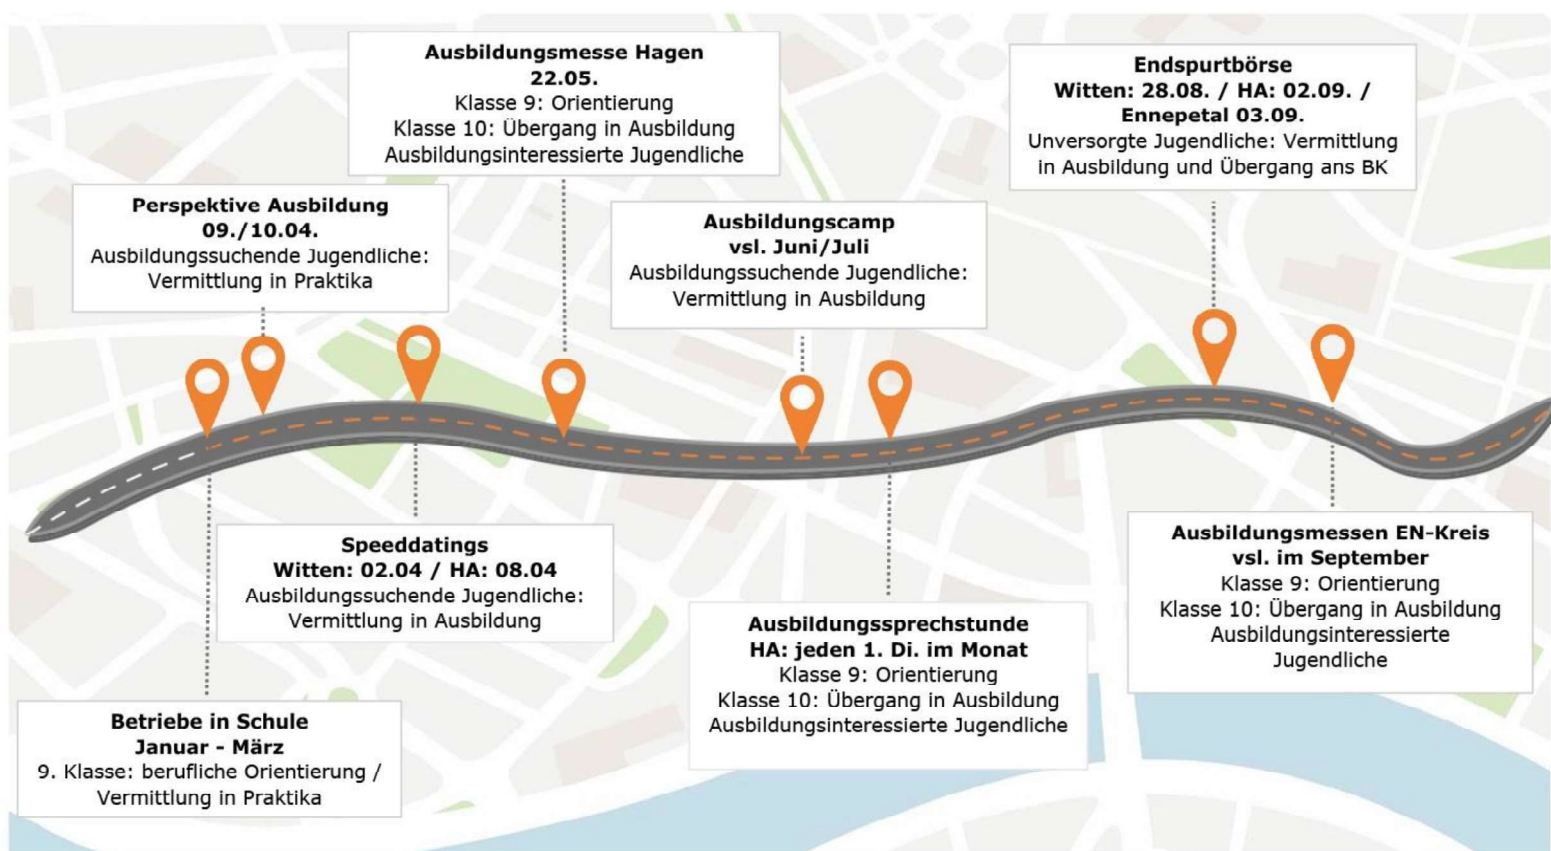 Ausbildungsmesse Hagen
22.05.
Klasse 9: Orientierung
Klasse 10: Übergang in Ausbildung
Ausbildungsinteressierte Jugendliche
Endspurtbörse
Witten: 28.08. / HA: 02.09. /
Ennepetal 03.09.
Unversorgte Jugendliche: Vermittlung
in Ausbildung und Übergang ans BK
Perspektive Ausbildung
09./10.04.
Ausbildungssuchende Jugendliche:
Vermittlung in Praktika
Ausbildungscamp
vsl. Juni/Juli
Ausbildungssuchende Jugendliche:
Vermittlung in Ausbildung
Speeddatings
Witten: 02.04 / HA: 08.04
Ausbildungssuchende Jugendliche:
Vermittlung in Ausbildung
Ausbildungsmessen EN-Kreis
vsl. im September
Klasse 9: Orientierung
Klasse 10: Übergang in Ausbildung
Ausbildungsinteressierte
Jugendliche
Ausbildungssprechstunde
HA: jeden 1. Di. im Monat
Klasse 9: Orientierung
Klasse 10: Übergang in Ausbildung
Ausbildungsinteressierte Jugendliche
Betriebe in Schule
Januar - März
9. Klasse: berufliche Orientierung /
Vermittlung in Praktika